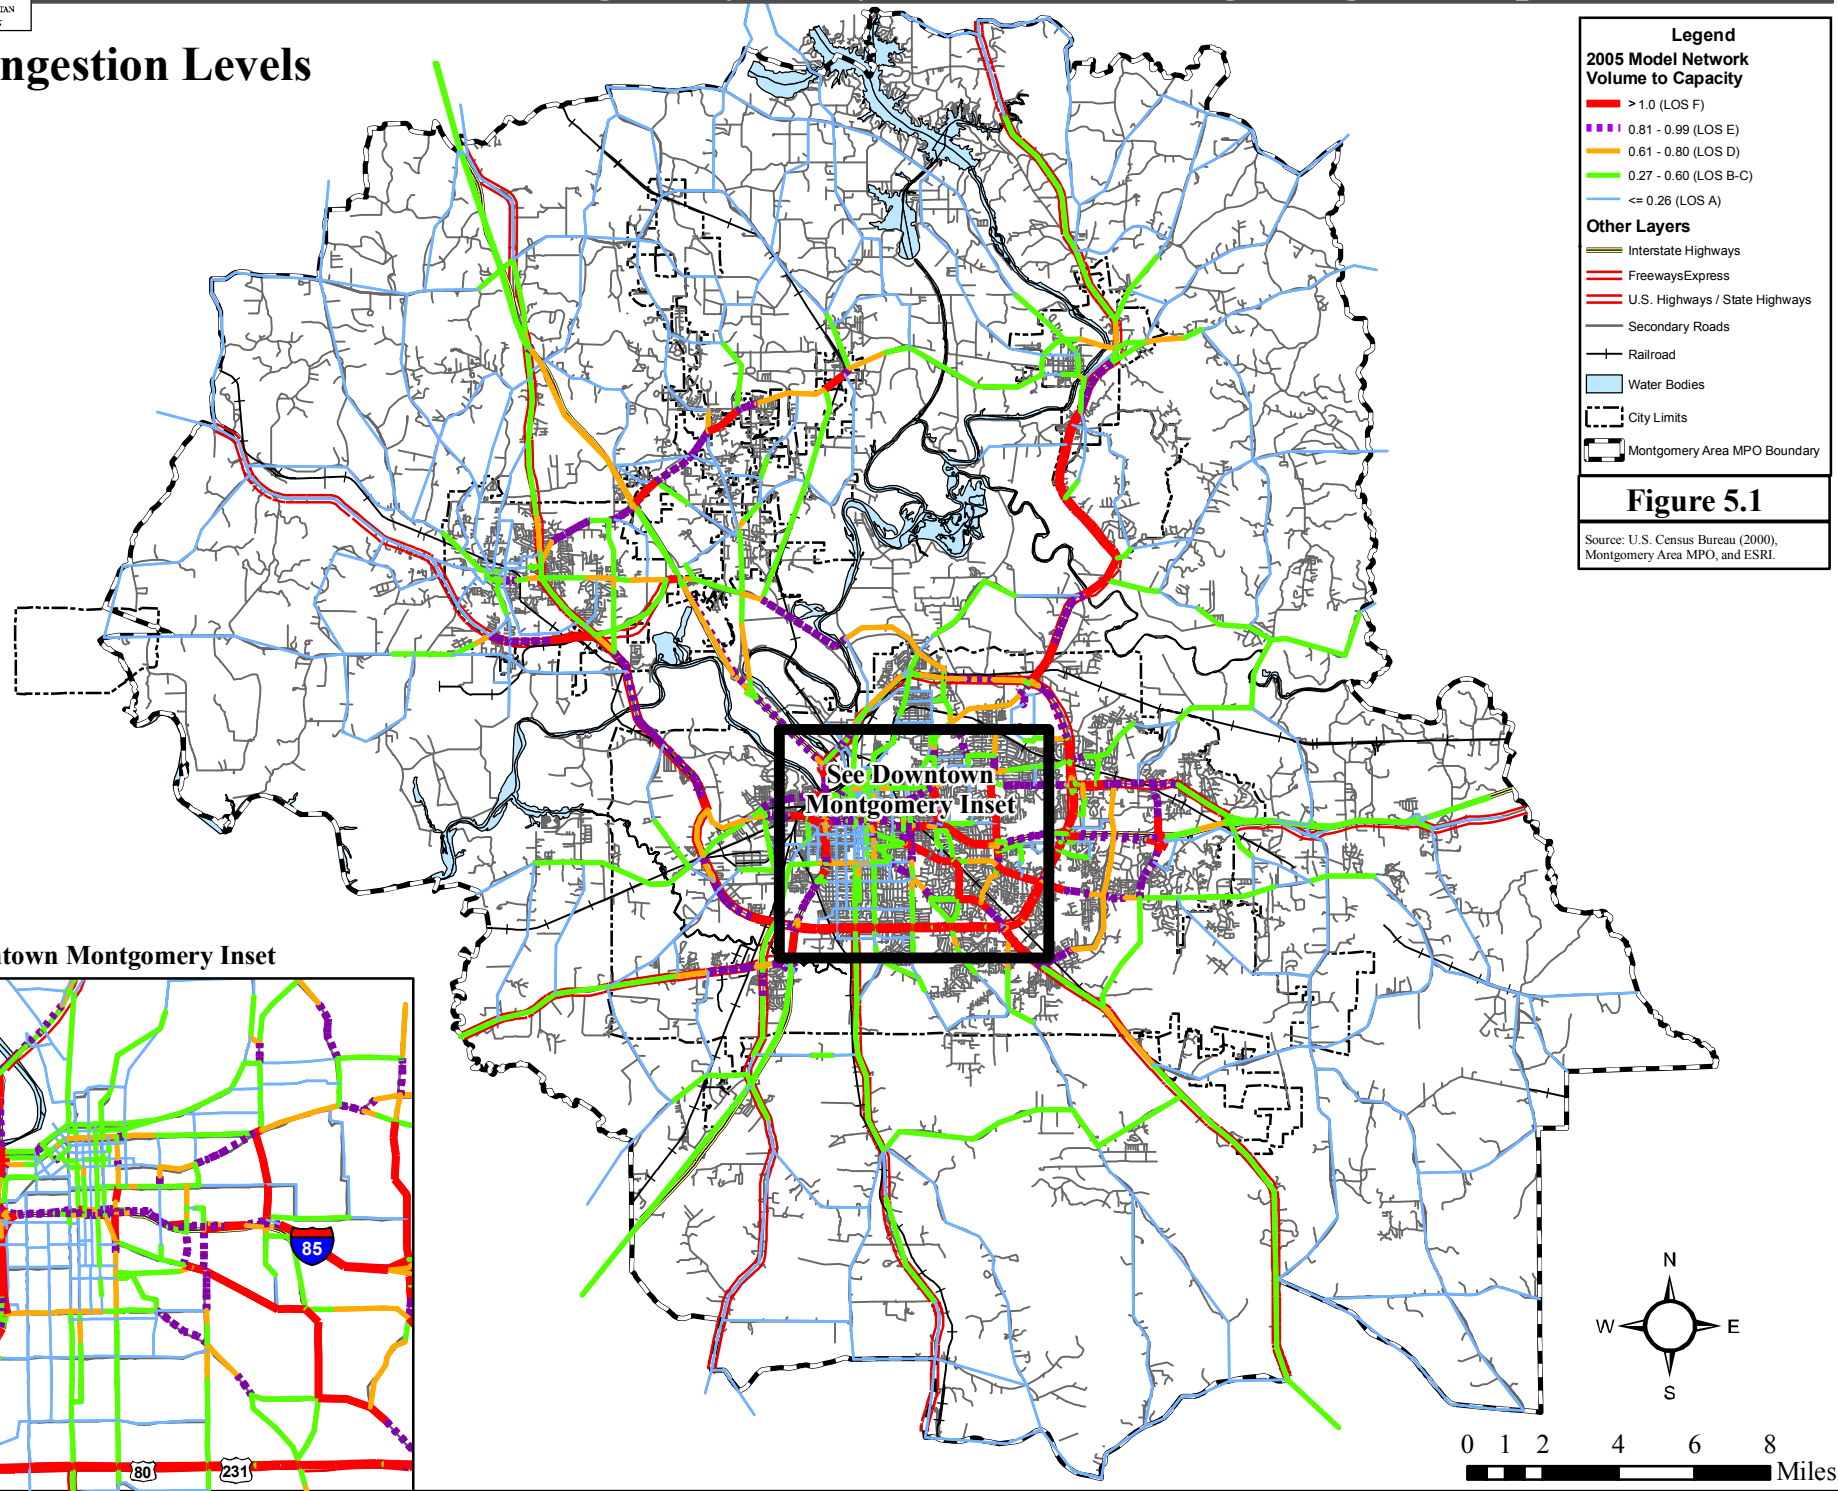 TAN
ngestion Levels
Legend
2005 Model Network
Volume to Capacity
> 1.0 (LOS F)
0.81 - 0.99 (LOS E)
0.61 - 0.80 (LOS D)
0.27 - 0.60 (LOS B-C)
<= 0.26 (LOS A)
Other Layers
Interstate Highways
FreewaysExpress
U.S. Highways / State Highways
Secondary Roads
Railroad
Water Bodies
City Limits
Montgomery Area MPO Boundary
Figure 5.1
Source: U.S. Census Bureau (2000),
Montgomery Area MPO, and ESRI.
See Downtown
Montgomery Inset
ntown Montgomery Inset
85
80
231
N
W
E
S
0 1 2 4 6 8
Miles